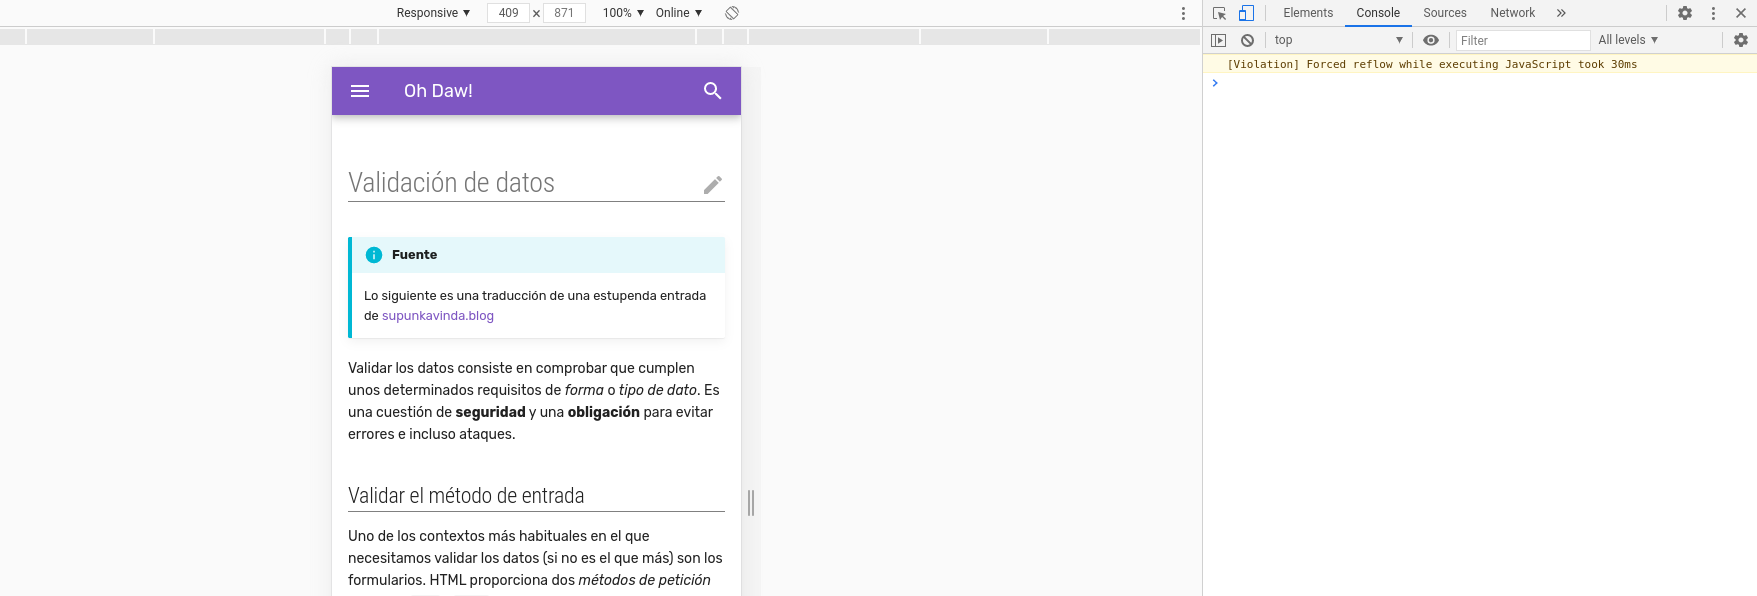 Responsive ▼ 409 × 871 100% ▼ Online ▼
Elements Console Sources Network »
top ▼ Filter All levels ▼
[Violation] Forced reflow while executing JavaScript took 30ms
Oh Daw!
Validación de datos
Fuente
Lo siguiente es una traducción de una estupenda entrada
de supunkavinda.blog
Validar los datos consiste en comprobar que cumplen
unos determinados requisitos de forma o tipo de dato. Es
una cuestión de seguridad y una obligación para evitar
errores e incluso ataques.
Validar el método de entrada
Uno de los contextos más habituales en el que
necesitamos validar los datos (si no es el que más) son los
formularios. HTML proporciona dos métodos de petición